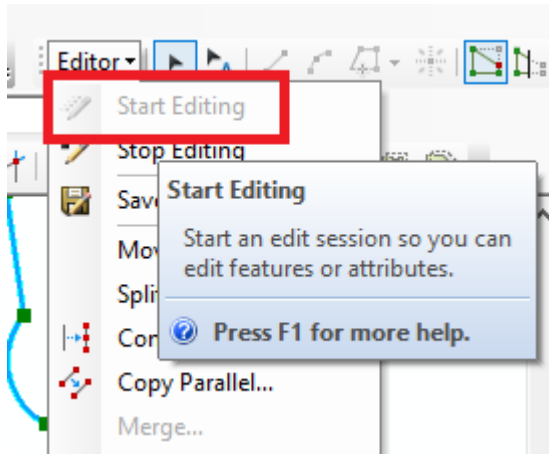 Editor
Start Editing
Stop Editing
Start Editing
Start an edit session so you can
edit features or attributes.
Press F1 for more help.
Copy Parallel...
Merge...